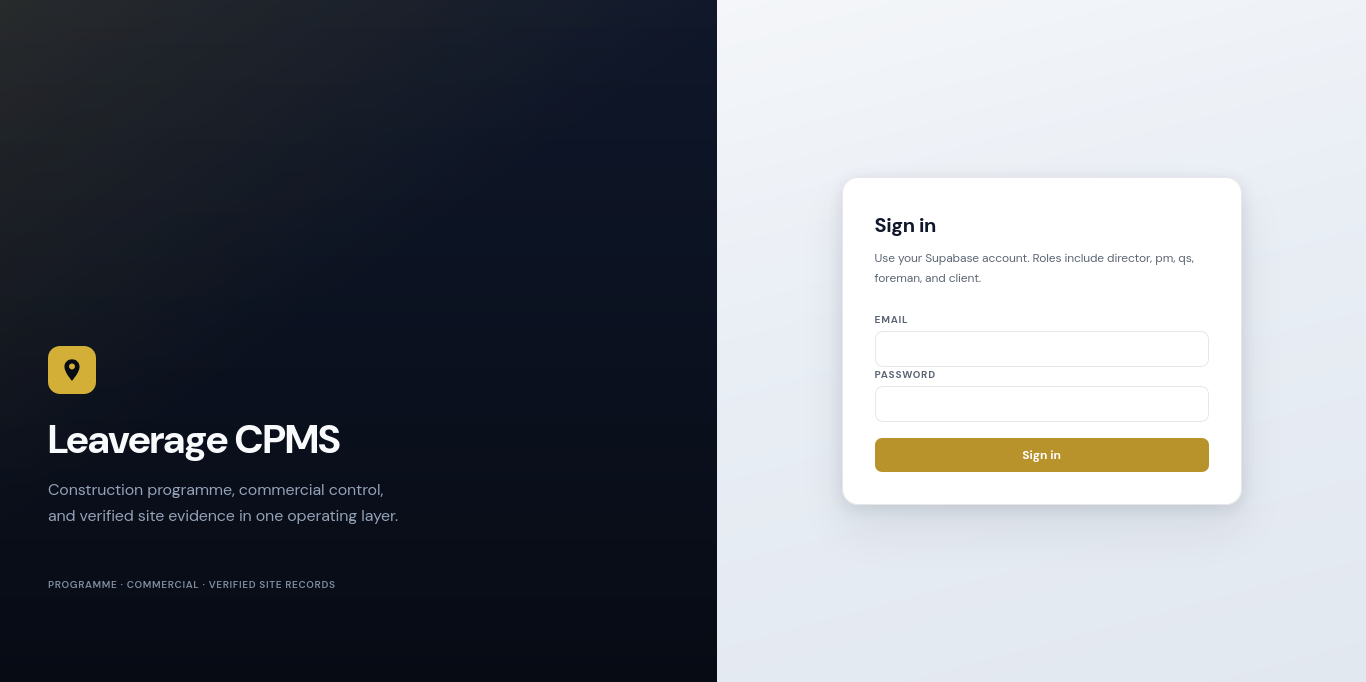 Leaverage CPMS
Construction programme, commercial control,
and verified site evidence in one operating layer.
PROGRAMME · COMMERCIAL · VERIFIED SITE RECORDS
Sign in
Use your Supabase account. Roles include director, pm, qs,
foreman, and client.
EMAIL
PASSWORD
Sign in